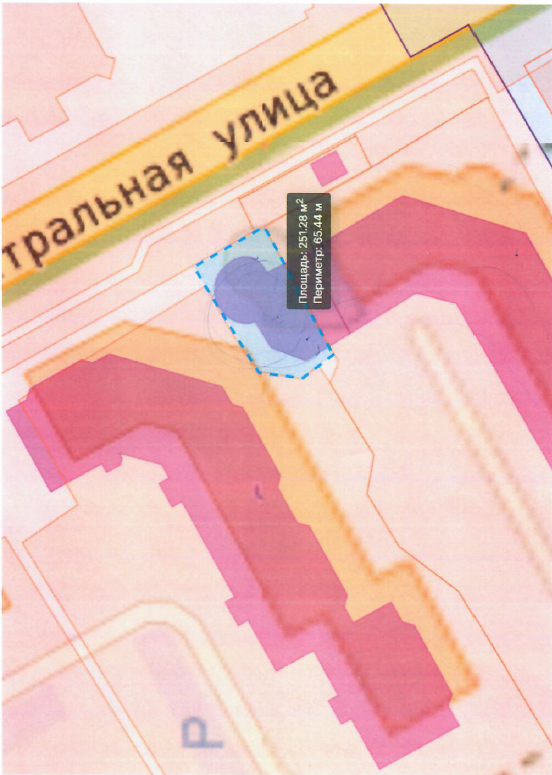 тральная улица
Площадь: 251.28 м²
Периметр: 65.44 м
P